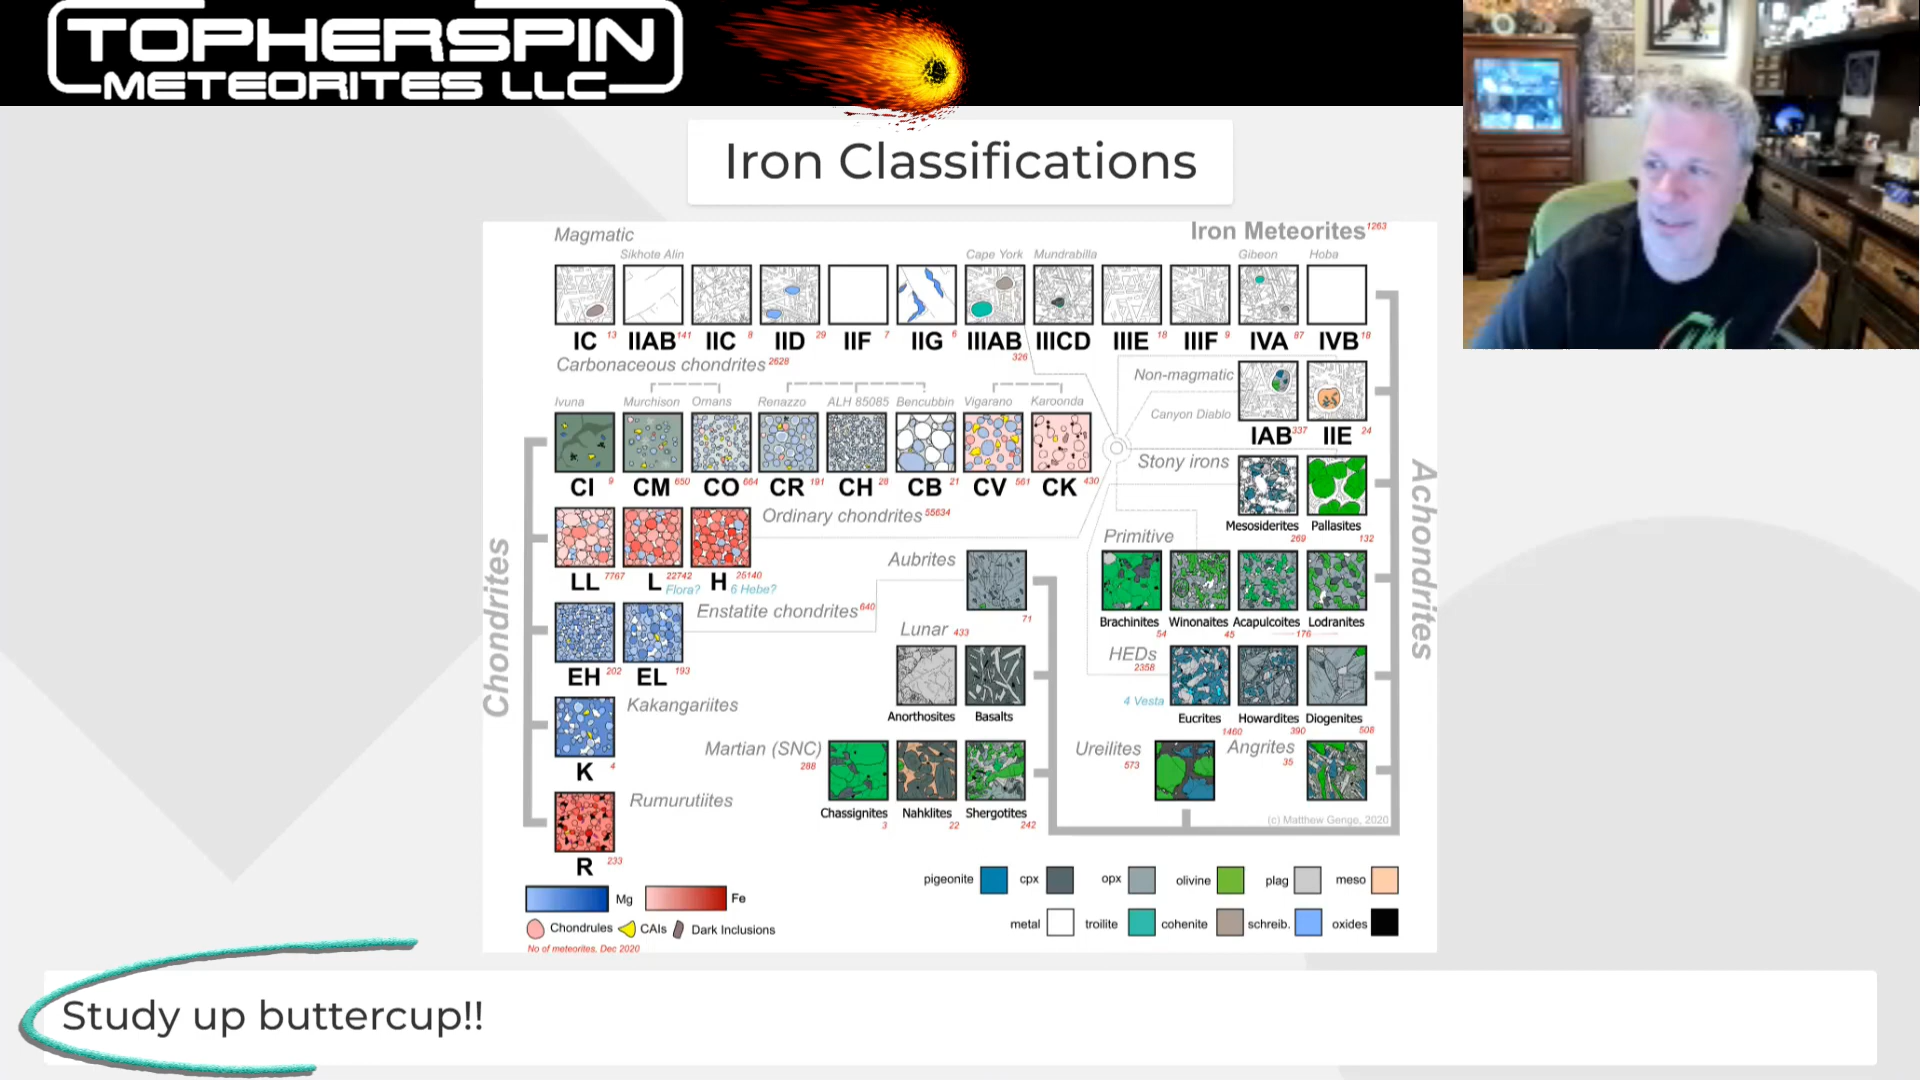 TOPHERSPIN
METEORITES LLC
Iron Classifications
Magmatic
Iron Meteorites 1263
Sikhote Alin Cape York Mundrabilla Gibeon Hoba
IC 13 IIAB 141 IIC 8 IID 29 IIF 7 IIG 6 IIIAB 326 IIICD IIIE 18 IIIF 9 IVA 87 IVB 18
Carbonaceous chondrites 2628
Non-magmatic
Canyon Diablo
IAB 337 IIE 24
Ivuna Murchison Ornans Renazzo ALH 85085 Bencubbin Vigarano Karoonda
CI 9 CM 650 CO 664 CR 191 CH 28 CB 21 CV 561 CK 430
Stony irons
Mesosiderites 269 Pallasites 132
Ordinary chondrites 55634
LL 7767 L 22742 H 25140
Flora? 6 Hebe?
Primitive
Brachinites 54 Winonaites 45 Acapulcoites Lodranites
176
Aubrites
71
Enstatite chondrites 640
EH 202 EL 193
Lunar 433
Anorthosites Basalts
HEDs
2358
4 Vesta
Eucrites 1460 Howardites 390 Diogenites 508
Kakangariites
K 4
Martian (SNC)
288
Chassignites 3 Nahklites 22 Shergotites 242
Ureilites
573
Angrites
35
Rumurutiites
R 233
Chondrites
Achondrites
(c) Matthew Genge, 2020
Mg Fe
Chondrules CAIs Dark Inclusions
No of meteorites, Dec 2020
pigeonite cpx opx olivine plag meso
metal troilite cohenite schreib. oxides
Study up buttercup!!